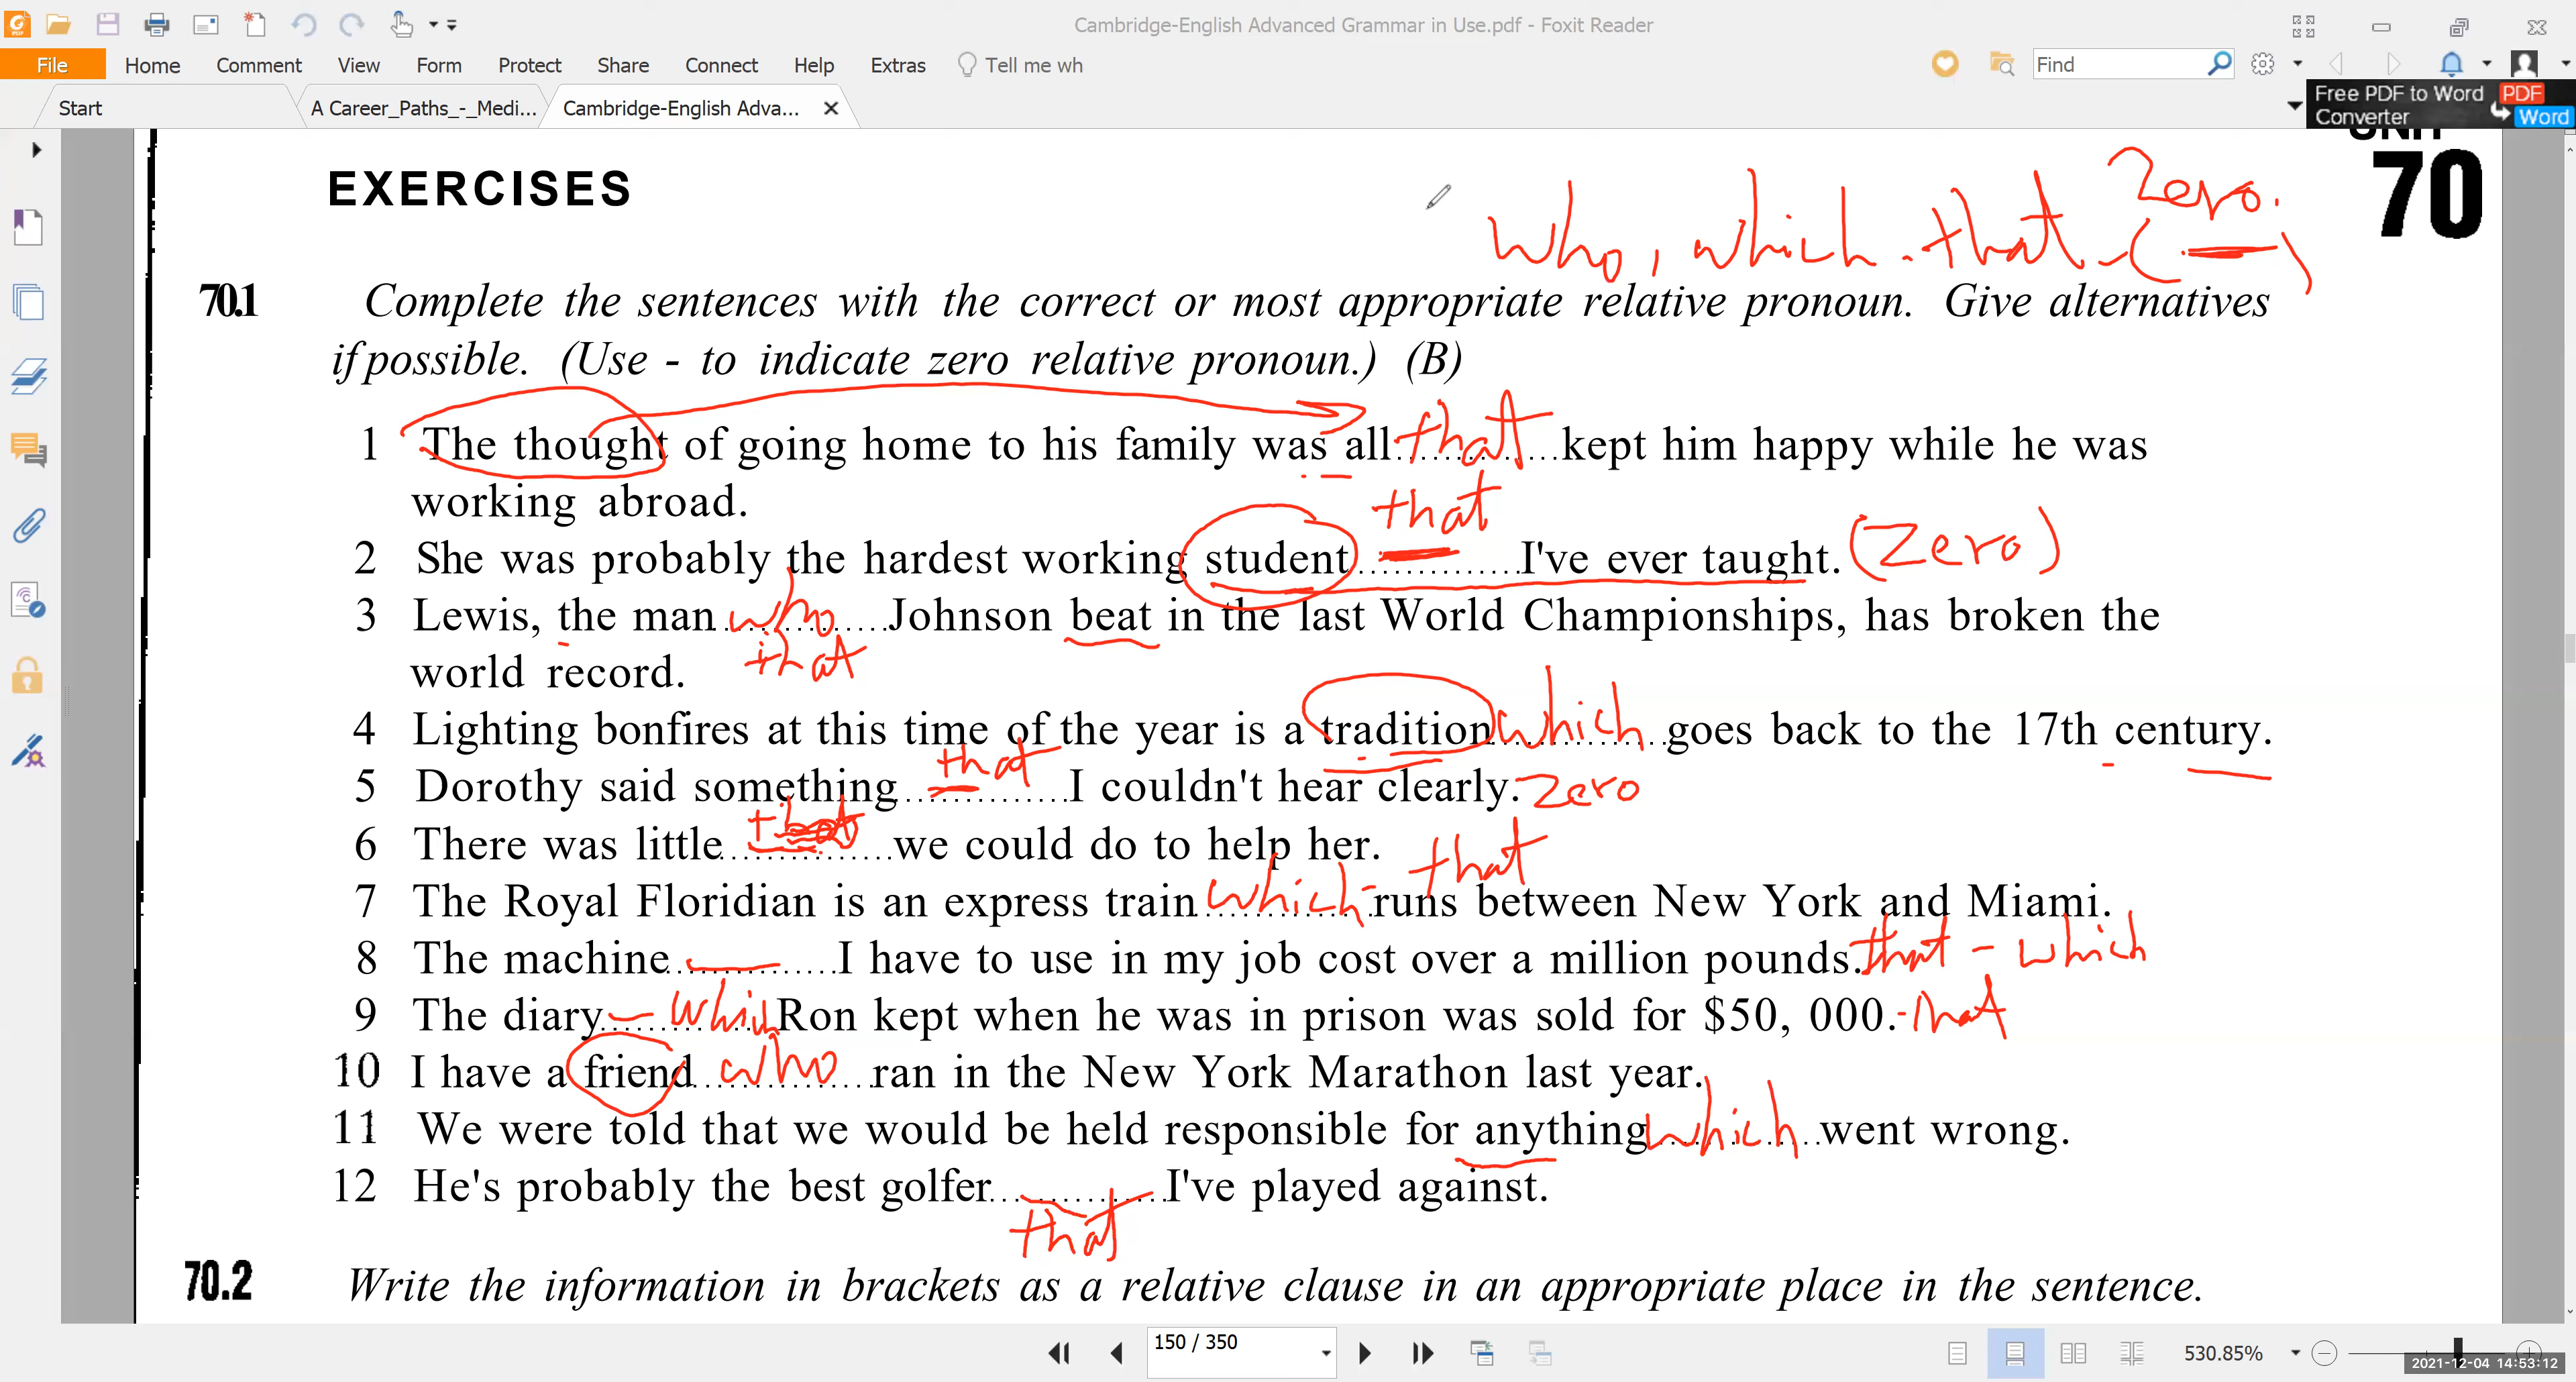 Cambridge-English Advanced Grammar in Use.pdf - Foxit Reader
File Home Comment View Form Protect Share Connect Help Extras Tell me wh Find
Start A Career_Paths_-_Medi... Cambridge-English Adva...
Free PDF to Word PDF
Converter Word
UNIT
70
EXERCISES
who, which - that - ( — ) zero.
70.1 Complete the sentences with the correct or most appropriate relative pronoun. Give alternatives
if possible. (Use - to indicate zero relative pronoun.) (B)
1 The thought of going home to his family was all that kept him happy while he was
working abroad.
that
2 She was probably the hardest working student ............ I've ever taught. (Zero)
3 Lewis, the man who Johnson beat in the last World Championships, has broken the
that
world record.
4 Lighting bonfires at this time of the year is a tradition which goes back to the 17th century.
5 Dorothy said something that I couldn't hear clearly. Zero
6 There was little that we could do to help her.
that
7 The Royal Floridian is an express train which - runs between New York and Miami.
8 The machine — I have to use in my job cost over a million pounds. that - which
9 The diary - which Ron kept when he was in prison was sold for $50, 000. - that
10 I have a friend who ran in the New York Marathon last year.
11 We were told that we would be held responsible for anything which went wrong.
12 He's probably the best golfer ............ I've played against.
that
70.2 Write the information in brackets as a relative clause in an appropriate place in the sentence.
150 / 350 530.85%
2021-12-04 14:53:12